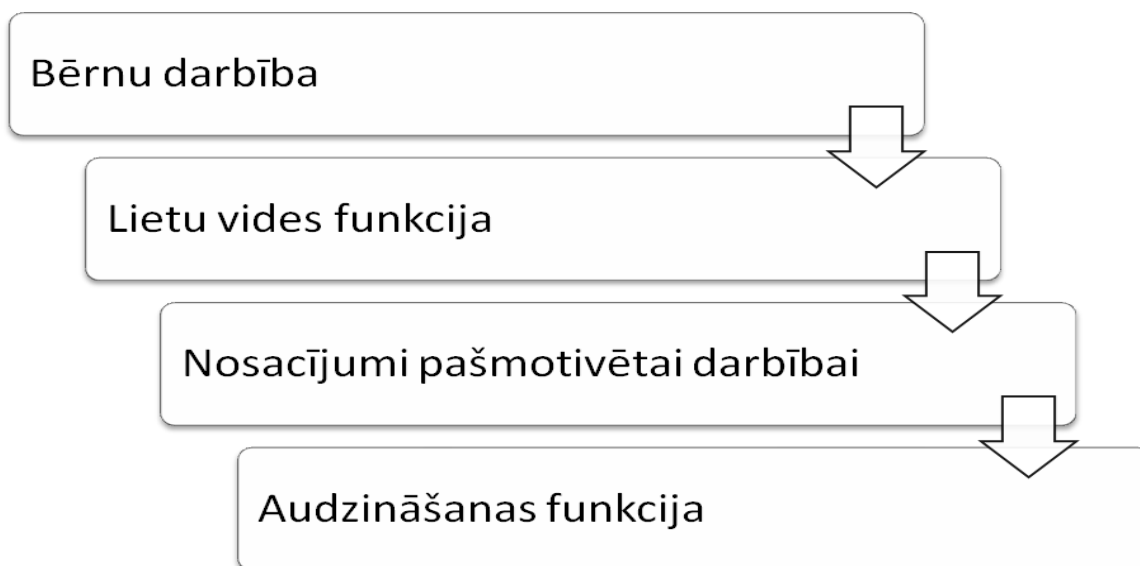 Bērnu darbība
Lietu vides funkcija
Nosacījumi pašmotivētai darbībai
Audzināšanas funkcija